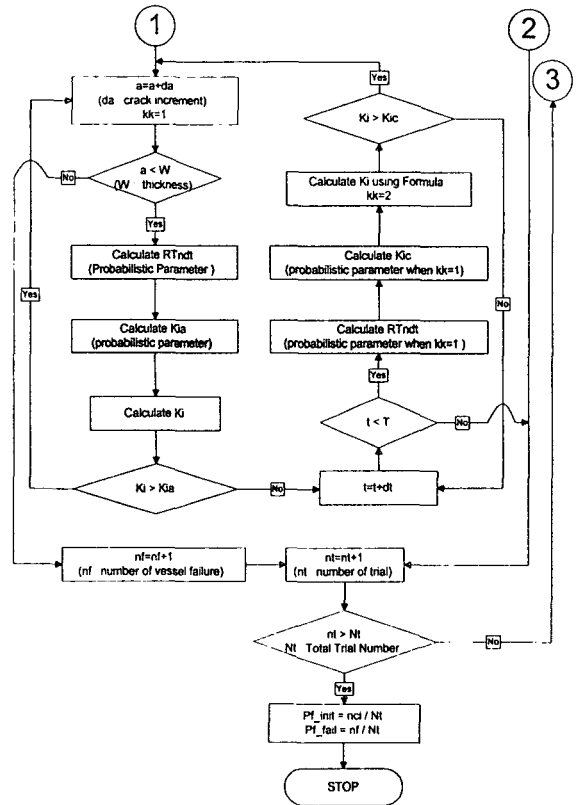 1
2
3
a=a+da
(da crack increment)
kk=1
Yes
Ki > Kic
No
a < W
(W thickness)
Yes
Calculate Ki using Formula
kk=2
Calculate RTndt
(Probabilistic Parameter )
Calculate Kic
(probabilistic parameter when kk=1)
Yes
No
Calculate Kia
(probabilistic parameter)
Calculate RTndt
(probabilistic parameter when kk=1 )
Yes
Calculate Ki
t < T
No
Ki > Kia
No
t=t+dt
nf=nf+1
(nf number of vessel failure)
nt=nt+1
(nt number of trial)
nt > Nt
Nt Total Trial Number
No
Yes
Pf_init = nci / Nt
Pf_fail = nf / Nt
STOP